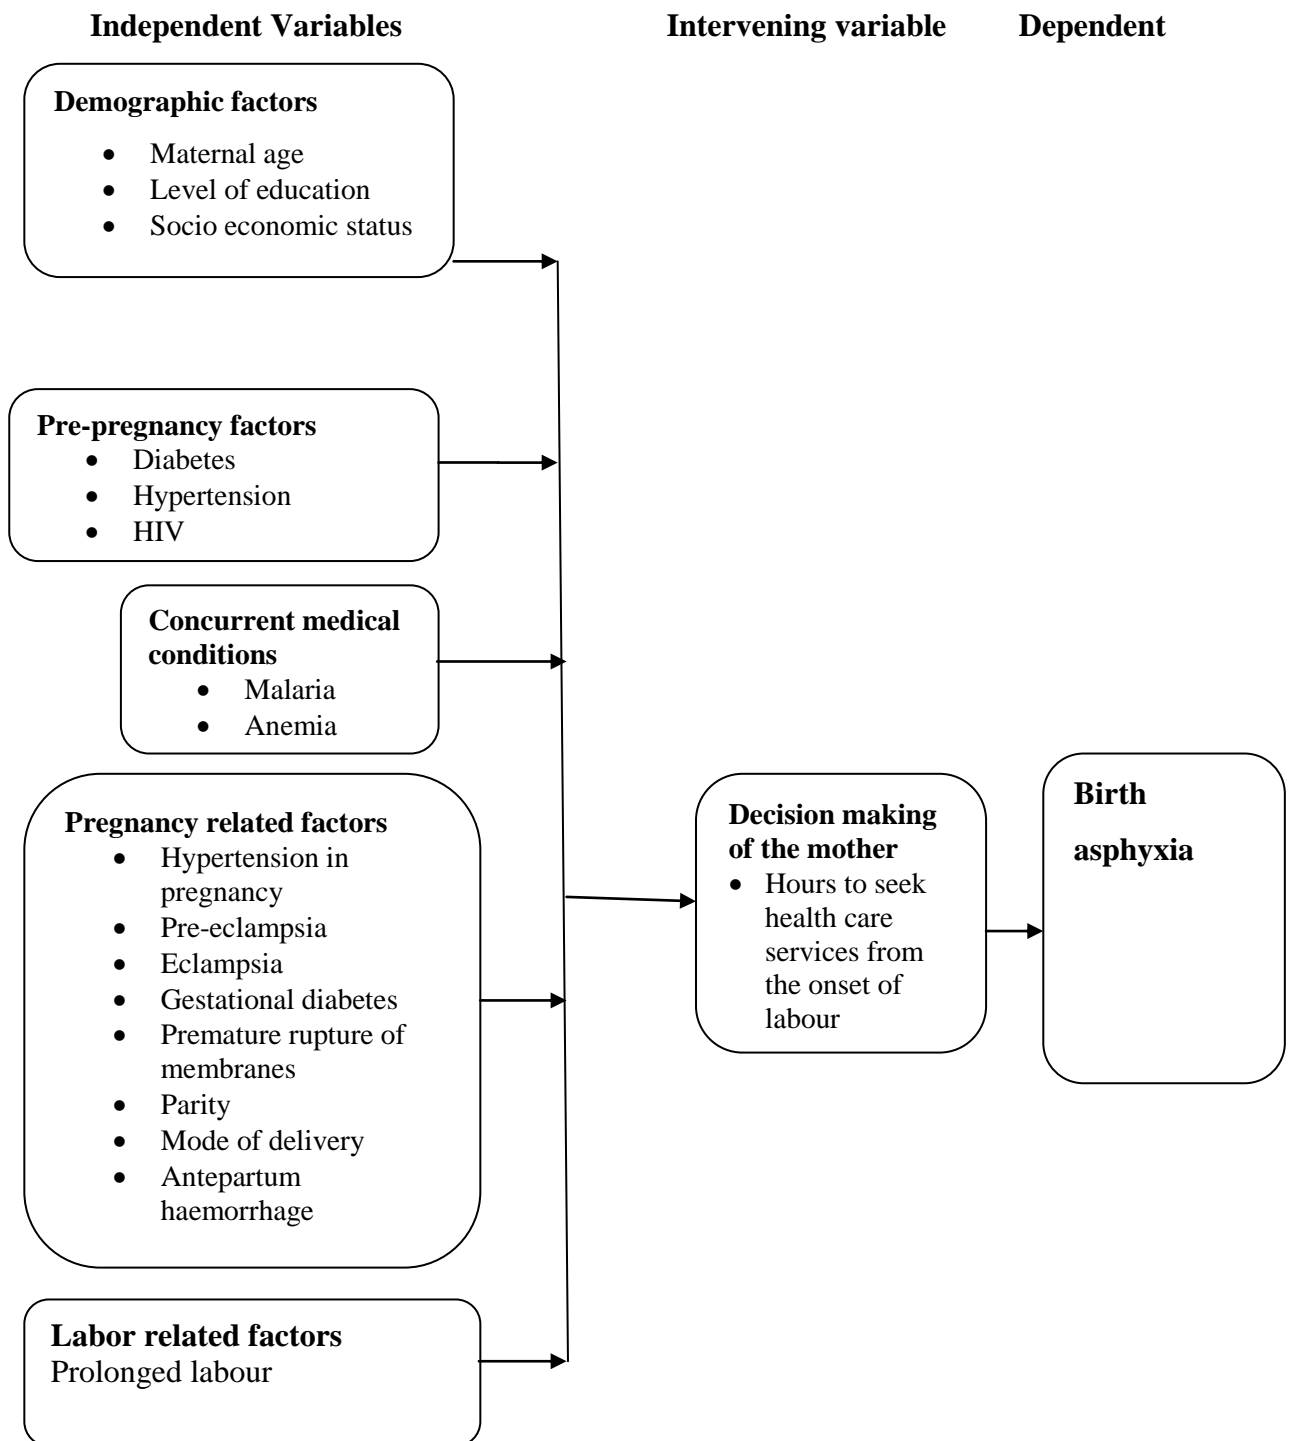 Independent Variables Intervening variable Dependent
Demographic factors
• Maternal age
• Level of education
• Socio economic status
Pre-pregnancy factors
• Diabetes
• Hypertension
• HIV
Concurrent medical
conditions
• Malaria
• Anemia
Pregnancy related factors
• Hypertension in
pregnancy
• Pre-eclampsia
• Eclampsia
• Gestational diabetes
• Premature rupture of
membranes
• Parity
• Mode of delivery
• Antepartum
haemorrhage
Labor related factors
Prolonged labour
Decision making
of the mother
• Hours to seek
health care
services from
the onset of
labour
Birth
asphyxia